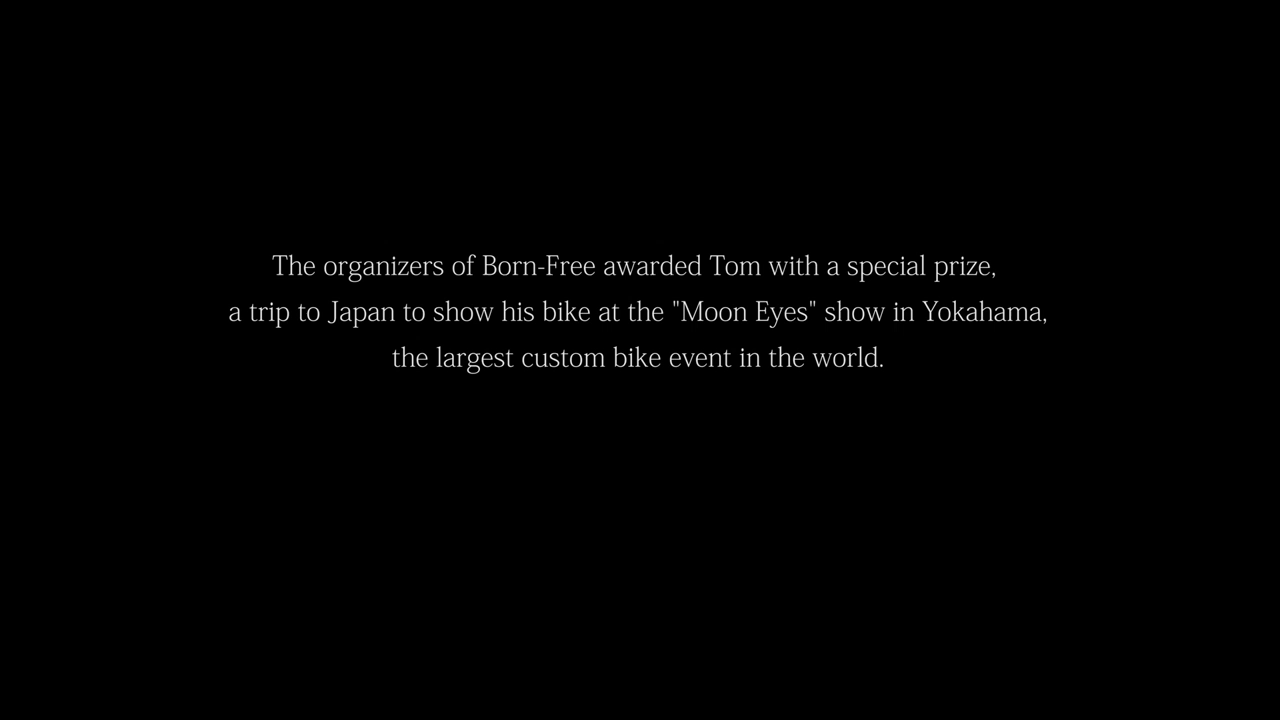 The organizers of Born-Free awarded Tom with a special prize,
a trip to Japan to show his bike at the "Moon Eyes" show in Yokahama,
the largest custom bike event in the world.